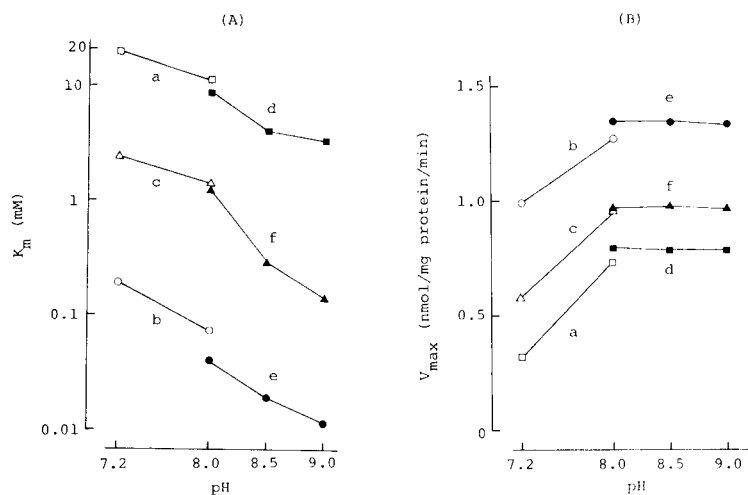 (A)
20
10
1
0.1
0.01
K_m (mM)
a
d
c
f
b
e
7.2
8.0
8.5
9.0
pH
(B)
1.5
1.0
0.5
0
V_max (nmol/mg protein/min)
e
b
f
c
d
a
7.2
8.0
8.5
9.0
pH